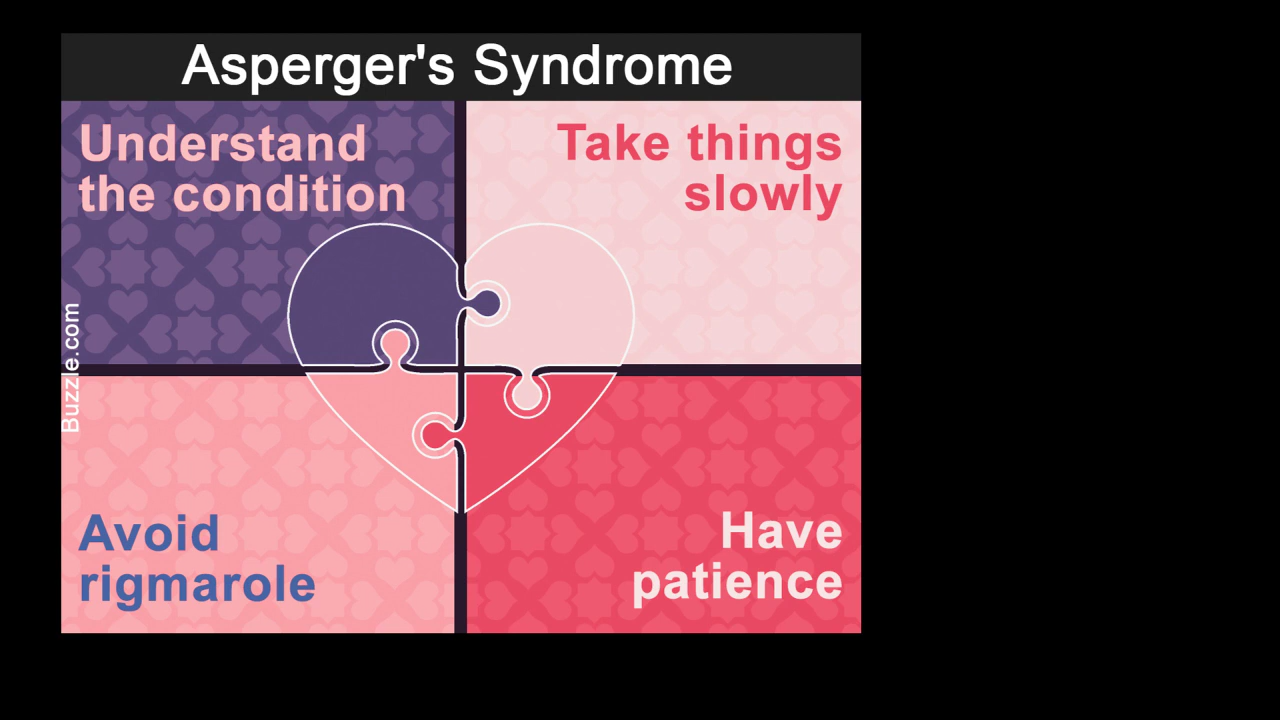 Asperger's Syndrome
Understand
the condition
Take things
slowly
Buzzle.com
Avoid
rigmarole
Have
patience